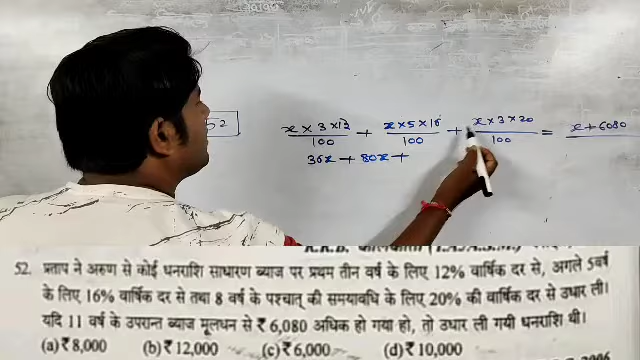 52
x × 3 × 12 / 100 + x × 5 × 16 / 100 + x × 3 × 20 / 100 = x + 6080
36x + 80x +
52. प्रताप ने अरुण से कोई धनराशि साधारण ब्याज पर प्रथम तीन वर्ष के लिए 12% वार्षिक दर से, अगले 5 वर्ष
के लिए 16% वार्षिक दर से तथा 8 वर्ष के पश्चात् की समयावधि के लिए 20% की वार्षिक दर से उधार ली।
यदि 11 वर्ष के उपरान्त ब्याज मूलधन से ₹ 6,080 अधिक हो गया हो, तो उधार ली गयी धनराशि थी।
(a) ₹ 8,000 (b) ₹ 12,000 (c) ₹ 6,000 (d) ₹ 10,000